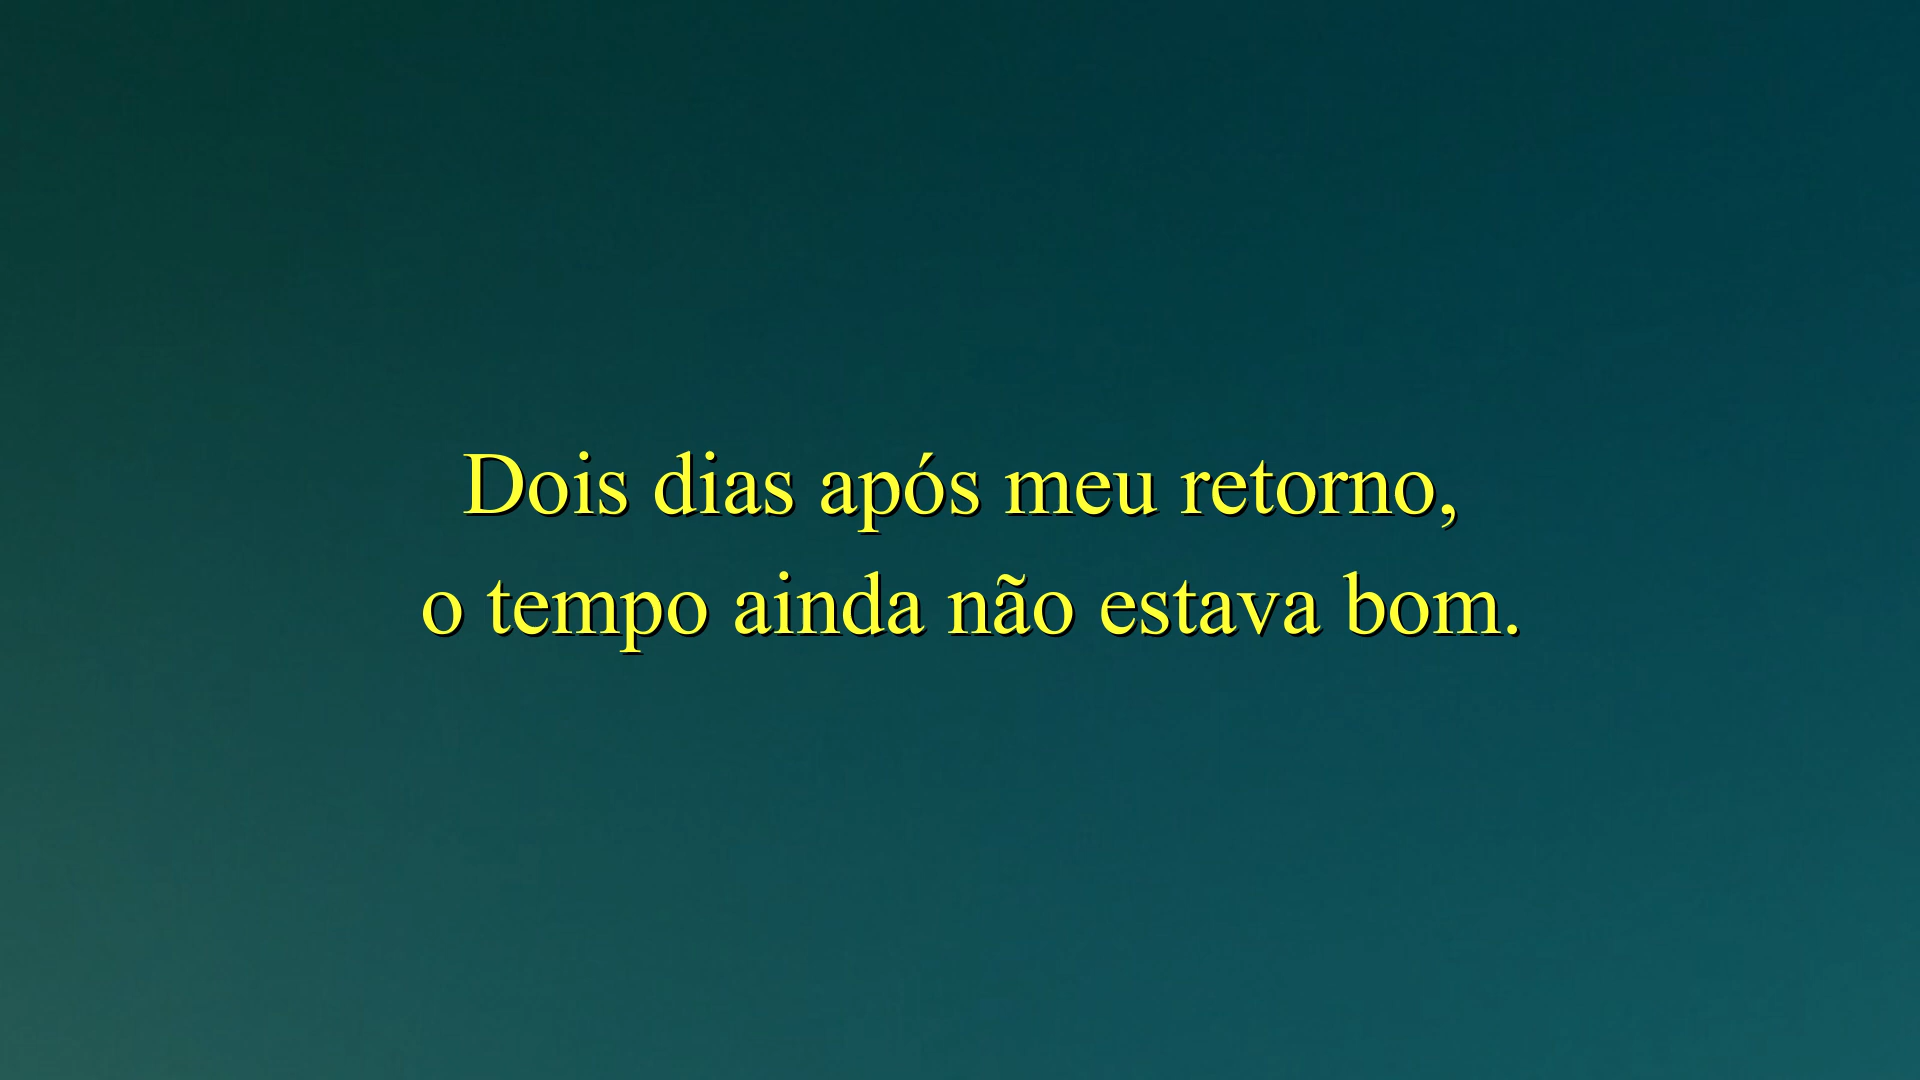 Dois dias após meu retorno,
o tempo ainda não estava bom.